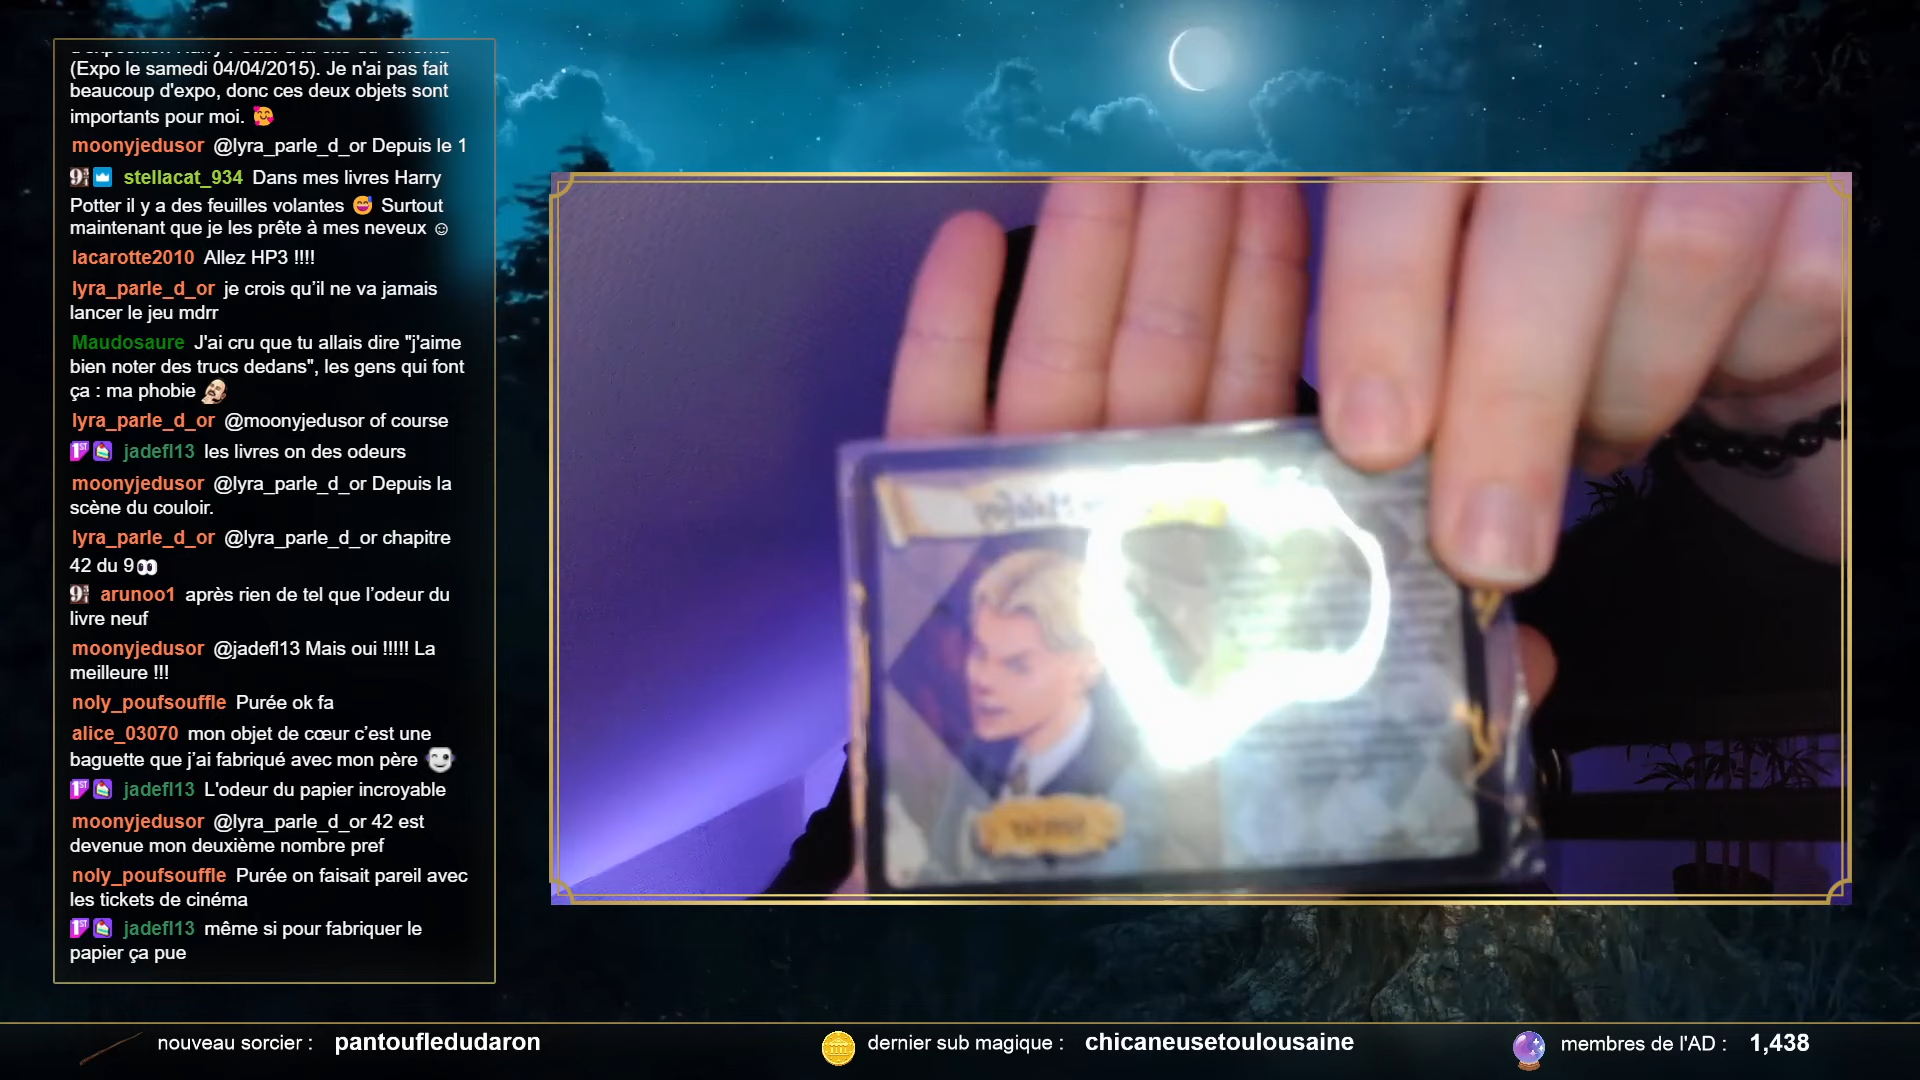 (Expo le samedi 04/04/2015). Je n'ai pas fait
beaucoup d'expo, donc ces deux objets sont
importants pour moi. 🥰
moonyjedusor @lyra_parle_d_or Depuis le 1
stellacat_934 Dans mes livres Harry
Potter il y a des feuilles volantes 😅 Surtout
maintenant que je les prête à mes neveux ☺
lacarotte2010 Allez HP3 !!!!
lyra_parle_d_or je crois qu’il ne va jamais
lancer le jeu mdrr
Maudosaure J'ai cru que tu allais dire "j'aime
bien noter des trucs dedans", les gens qui font
ça : ma phobie
lyra_parle_d_or @moonyjedusor of course
jadefl13 les livres on des odeurs
moonyjedusor @lyra_parle_d_or Depuis la
scène du couloir.
lyra_parle_d_or @lyra_parle_d_or chapitre
42 du 9👀
arunoo1 après rien de tel que l’odeur du
livre neuf
moonyjedusor @jadefl13 Mais oui !!!!! La
meilleure !!!
noly_poufsouffle Purée ok fa
alice_03070 mon objet de cœur c’est une
baguette que j’ai fabriqué avec mon père
jadefl13 L'odeur du papier incroyable
moonyjedusor @lyra_parle_d_or 42 est
devenue mon deuxième nombre pref
noly_poufsouffle Purée on faisait pareil avec
les tickets de cinéma
jadefl13 même si pour fabriquer le
papier ça pue
nouveau sorcier : pantoufledudaron
dernier sub magique : chicaneusetoulousaine
membres de l'AD : 1,438